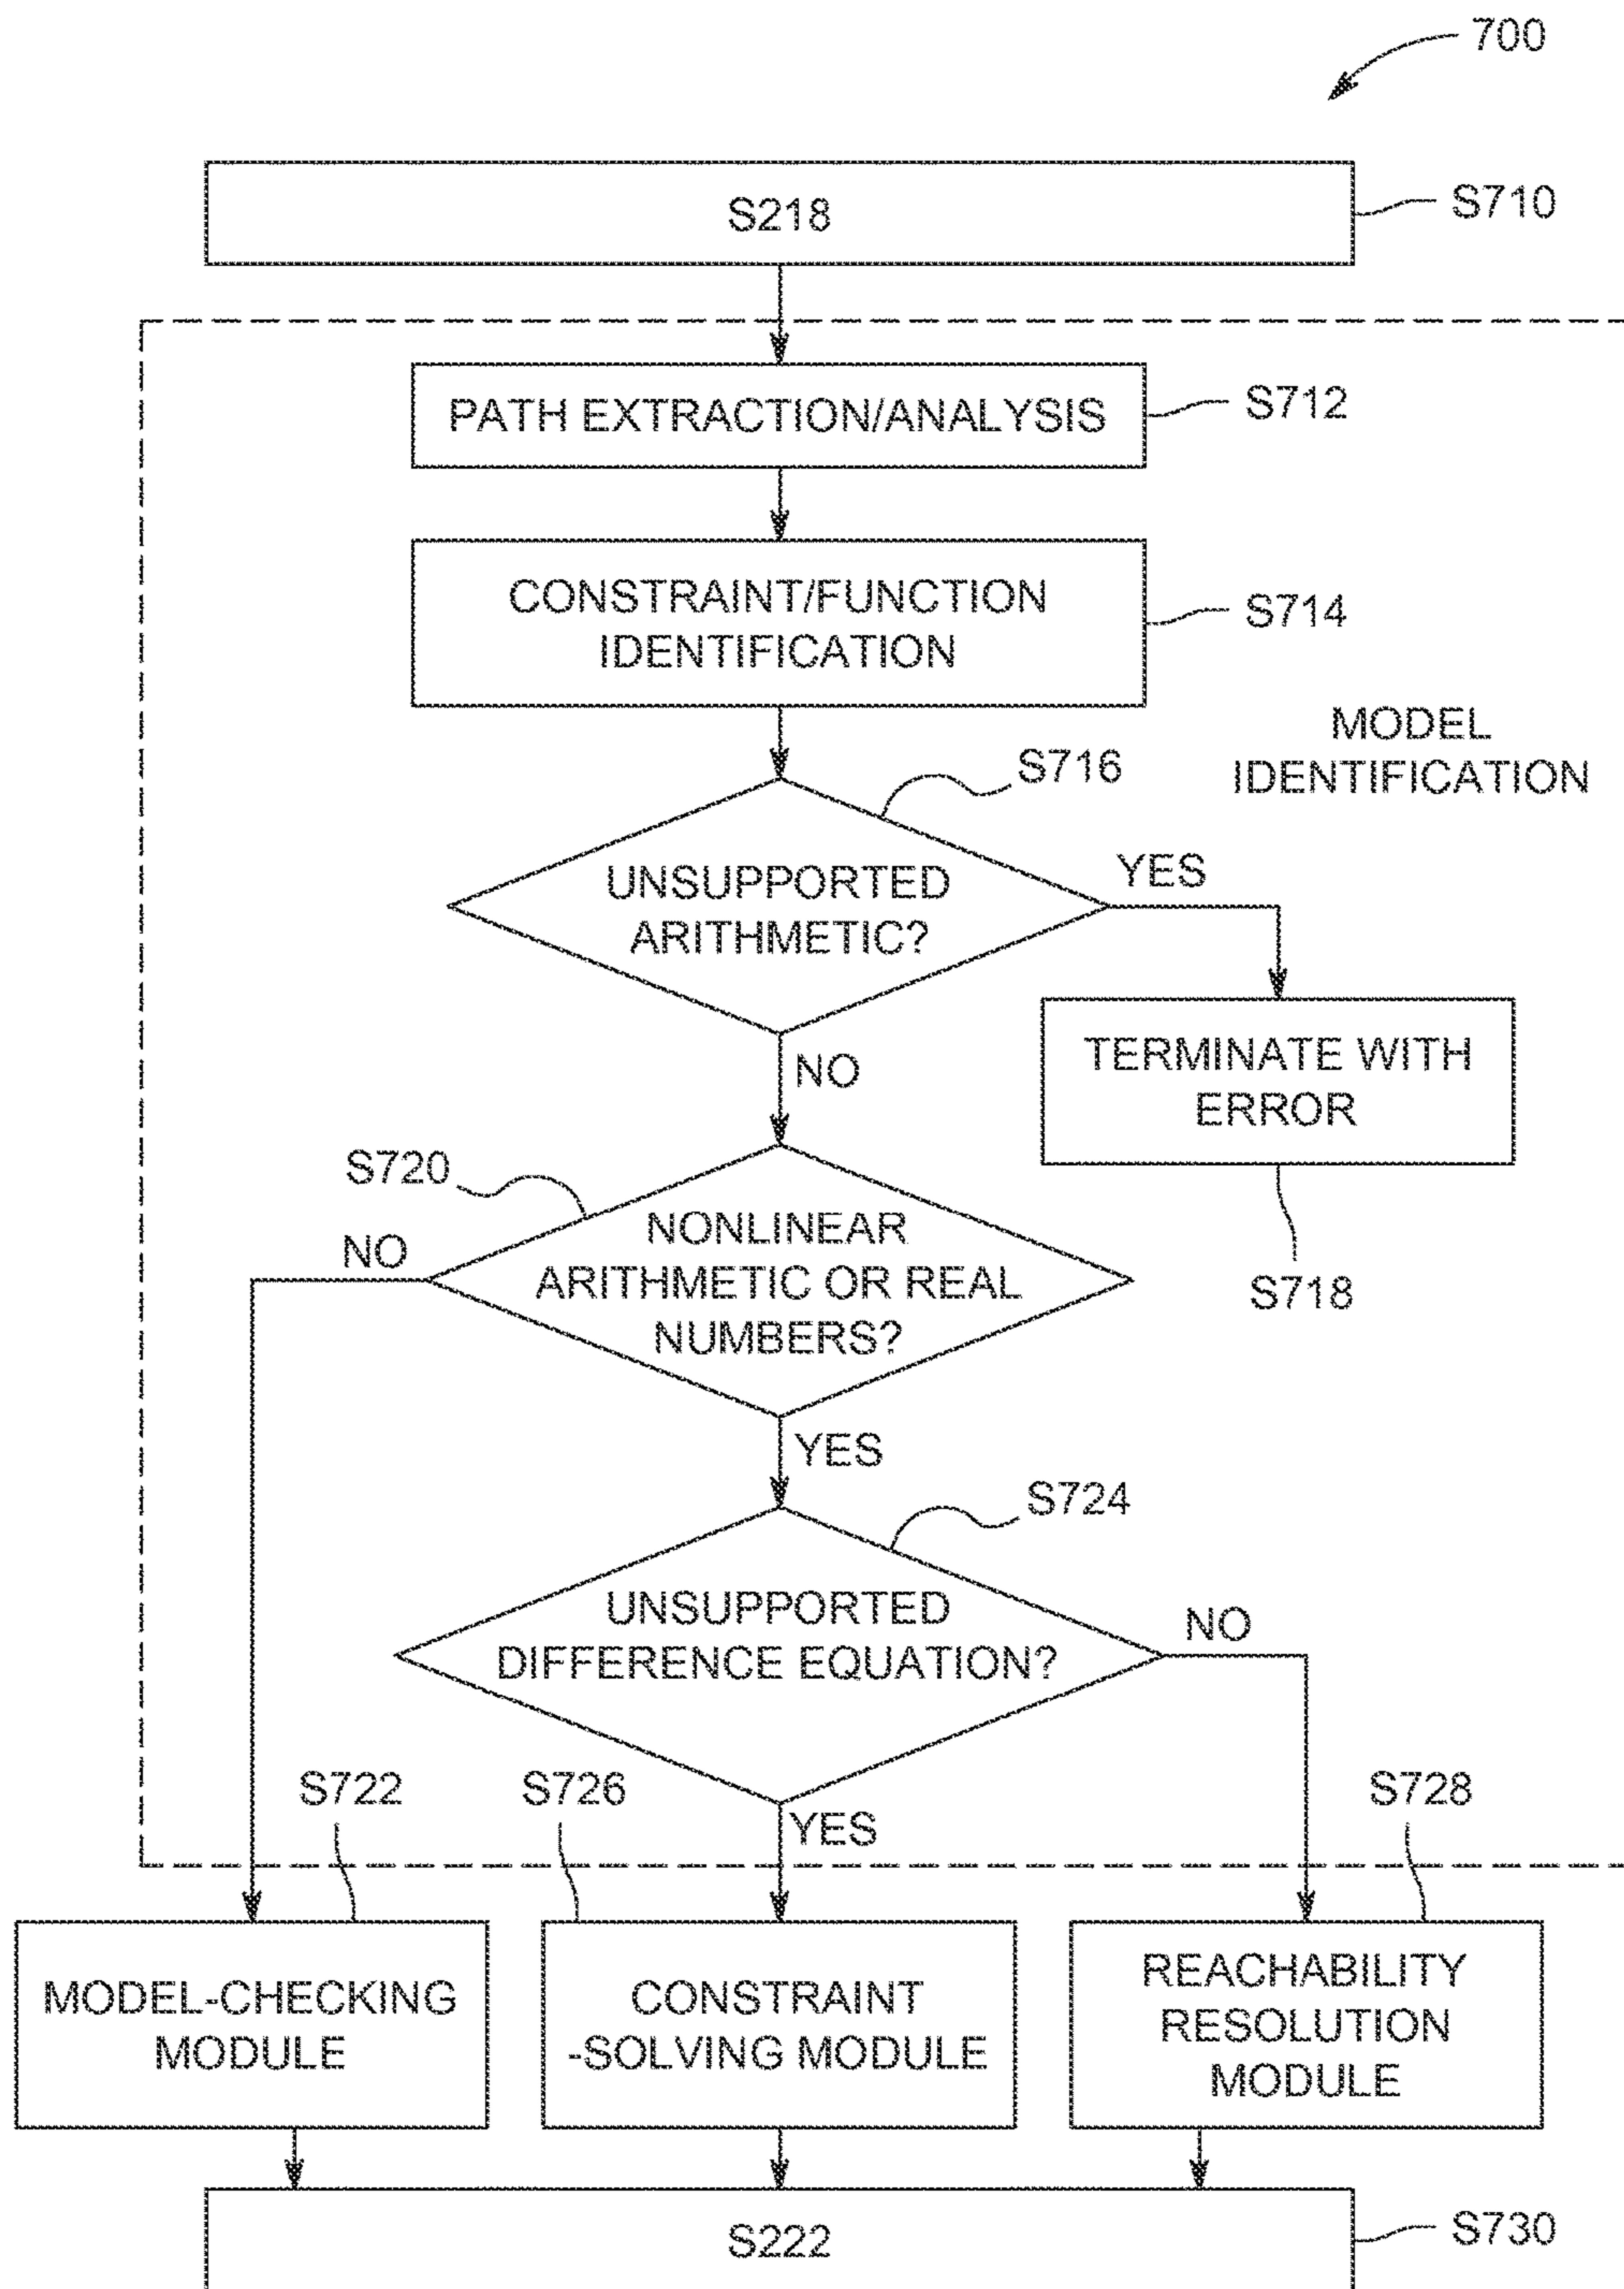 700
S218
S710
PATH EXTRACTION/ANALYSIS
S712
CONSTRAINT/FUNCTION
IDENTIFICATION
S714
MODEL
IDENTIFICATION
S716
UNSUPPORTED
ARITHMETIC?
YES
NO
TERMINATE WITH
ERROR
S718
S720
NO
NONLINEAR
ARITHMETIC OR REAL
NUMBERS?
YES
S724
UNSUPPORTED
DIFFERENCE EQUATION?
NO
YES
S722
S726
S728
MODEL-CHECKING
MODULE
CONSTRAINT
-SOLVING MODULE
REACHABILITY
RESOLUTION
MODULE
S222
S730